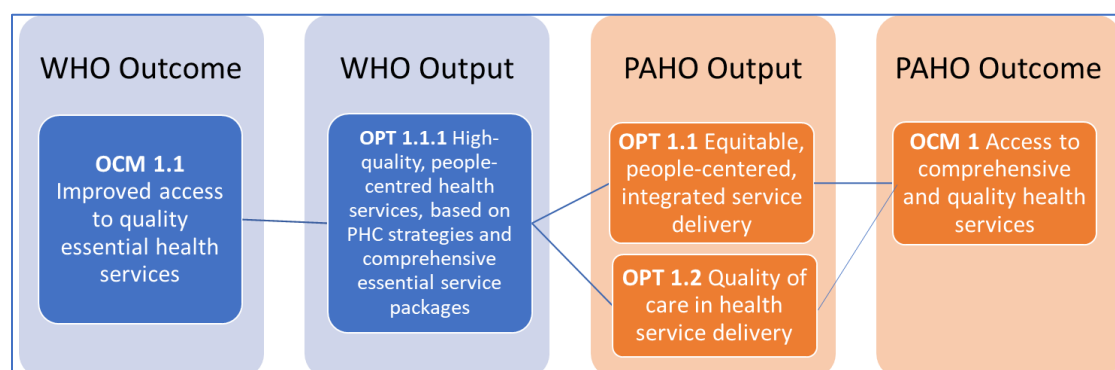 WHO Outcome
OCM 1.1
Improved access
to quality
essential health
services
WHO Output
OPT 1.1.1 High-
quality, people-
centred health
services, based on
PHC strategies and
comprehensive
essential service
packages
PAHO Output
OPT 1.1 Equitable,
people-centered,
integrated service
delivery
OPT 1.2 Quality of
care in health
service delivery
PAHO Outcome
OCM 1 Access to
comprehensive
and quality health
services